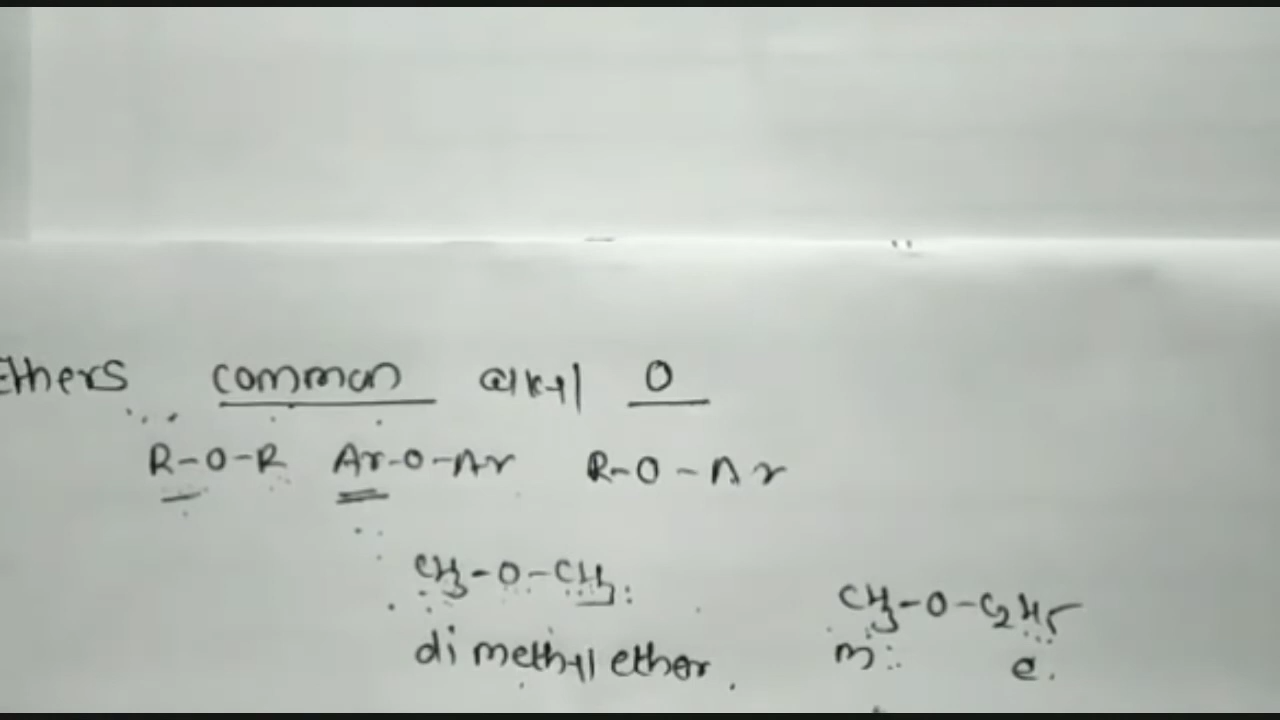 Ethers common alkyl O
R-O-R Ar-O-Ar R-O-Ar
CH3-O-CH3 CH3-O-C2H5
dimethyl ether. m e.